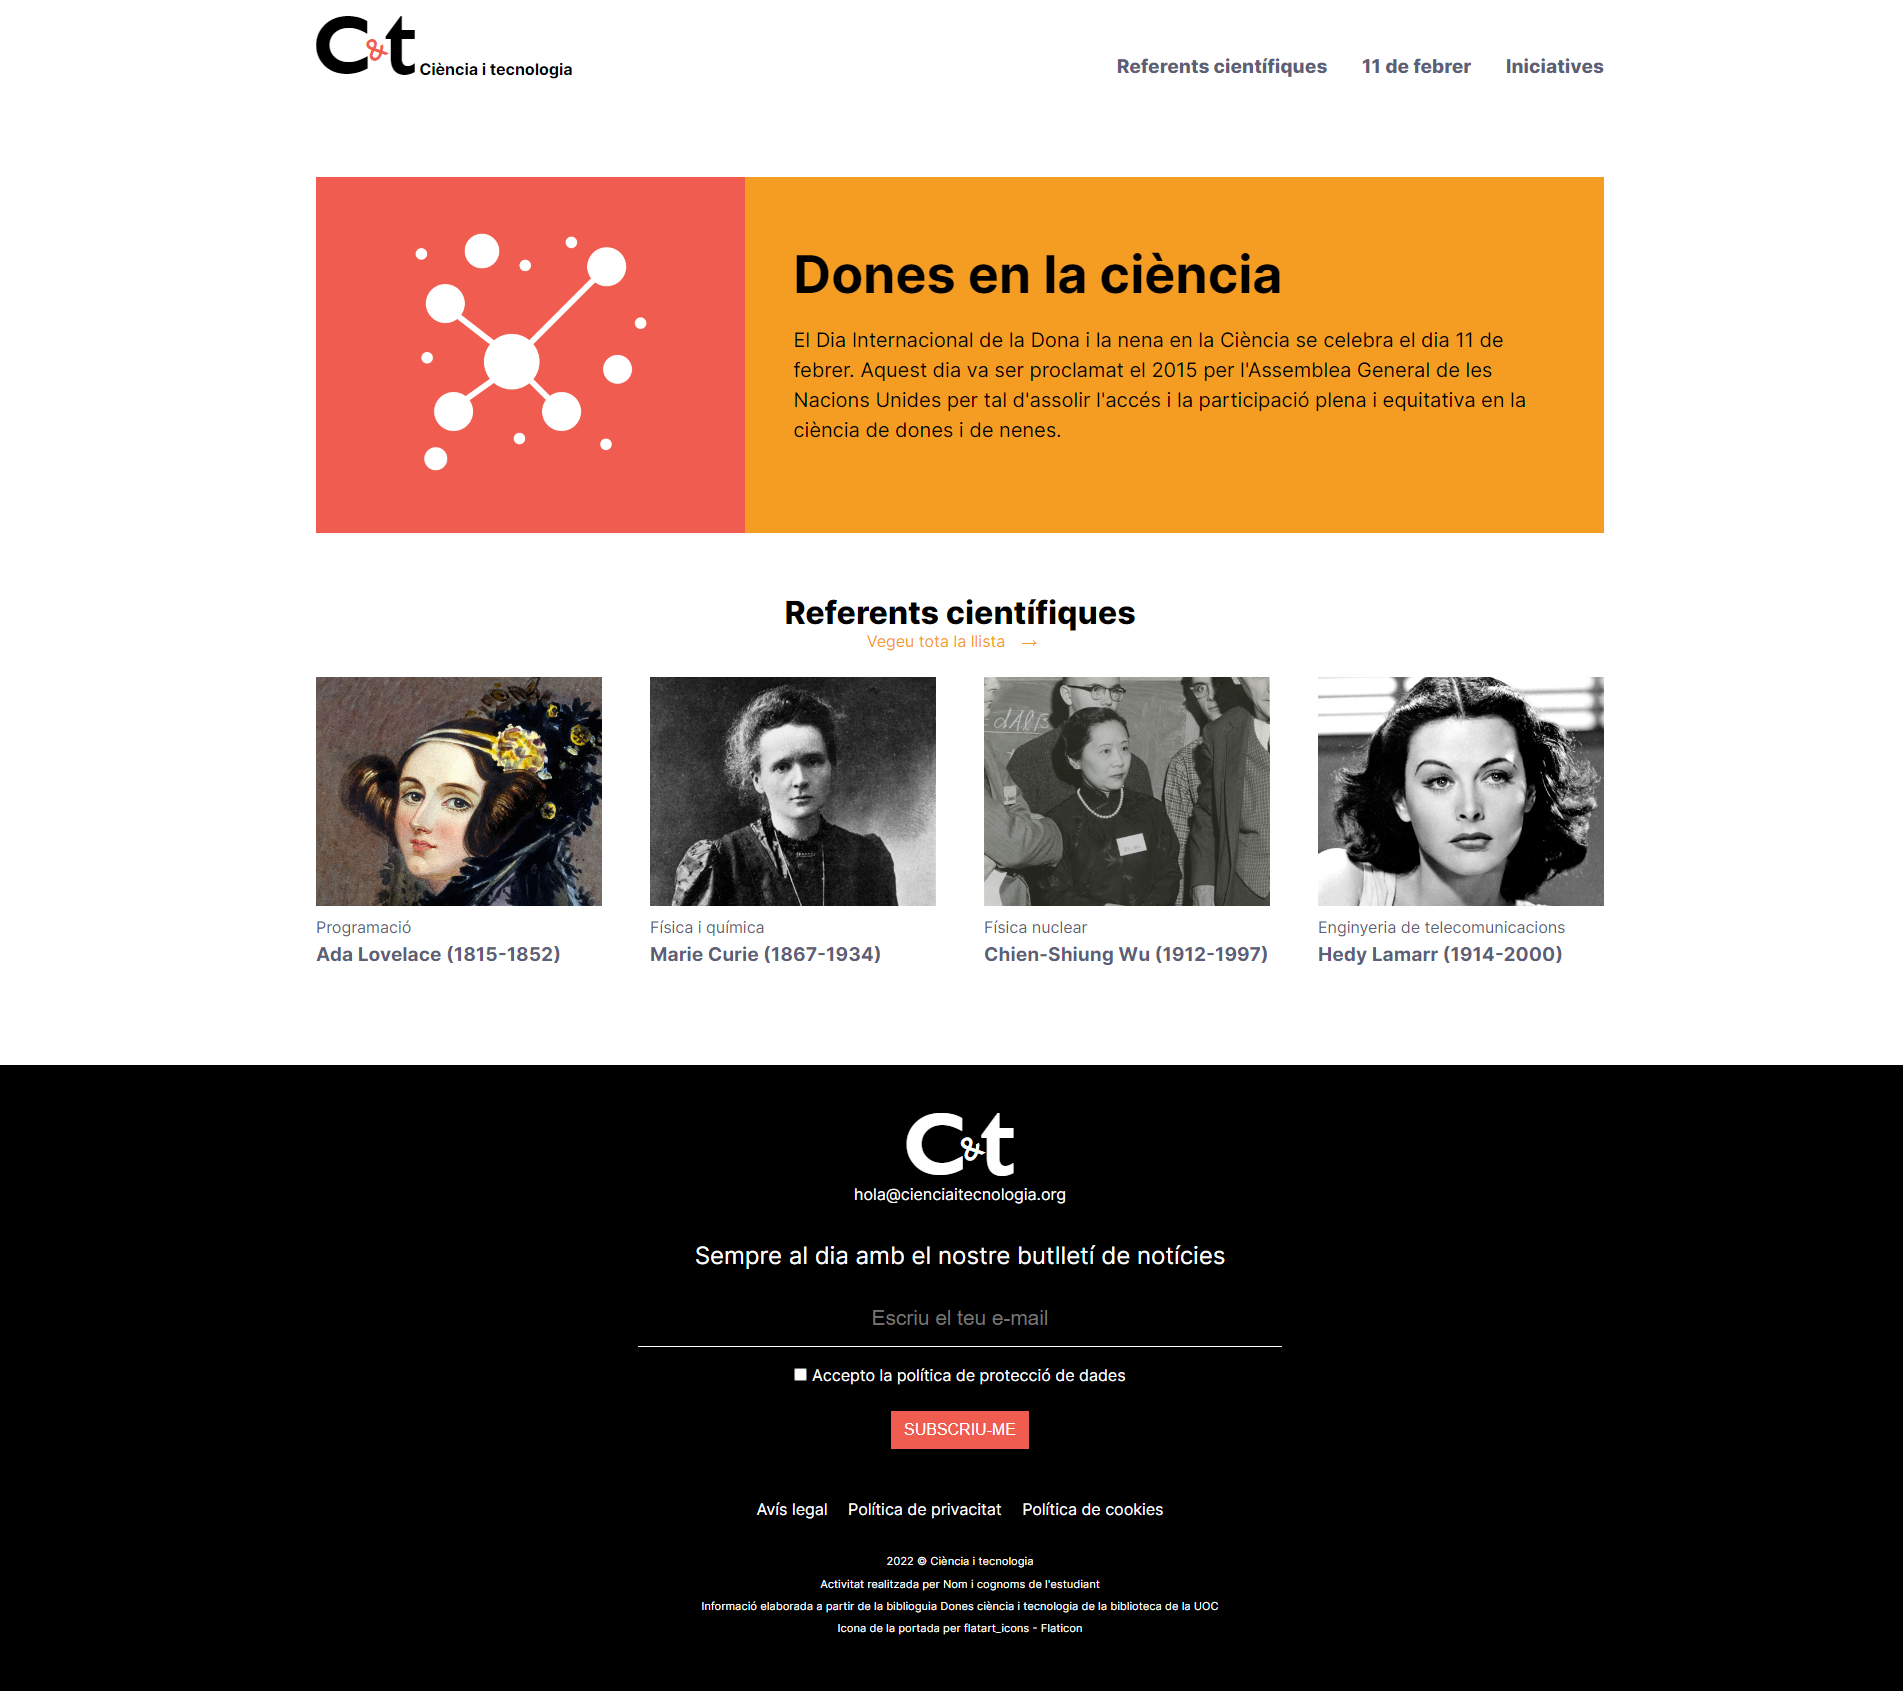 C&t Ciència i tecnologia
Referents científiques 11 de febrer Iniciatives
Dones en la ciència
El Dia Internacional de la Dona i la nena en la Ciència se celebra el dia 11 de
febrer. Aquest dia va ser proclamat el 2015 per l'Assemblea General de les
Nacions Unides per tal d'assolir l'accés i la participació plena i equitativa en la
ciència de dones i de nenes.
Referents científiques
Vegeu tota la llista →
Programació
Ada Lovelace (1815-1852)
Física i química
Marie Curie (1867-1934)
Física nuclear
Chien-Shiung Wu (1912-1997)
Enginyeria de telecomunicacions
Hedy Lamarr (1914-2000)
C&t
hola@cienciaitecnologia.org
Sempre al dia amb el nostre butlletí de notícies
Escriu el teu e-mail
Accepto la política de protecció de dades
SUBSCRIU-ME
Avís legal Política de privacitat Política de cookies
2022 © Ciència i tecnologia
Activitat realitzada per Nom i cognoms de l'estudiant
Informació elaborada a partir de la biblioguia Dones ciència i tecnologia de la biblioteca de la UOC
Icona de la portada per flatart_icons - Flaticon